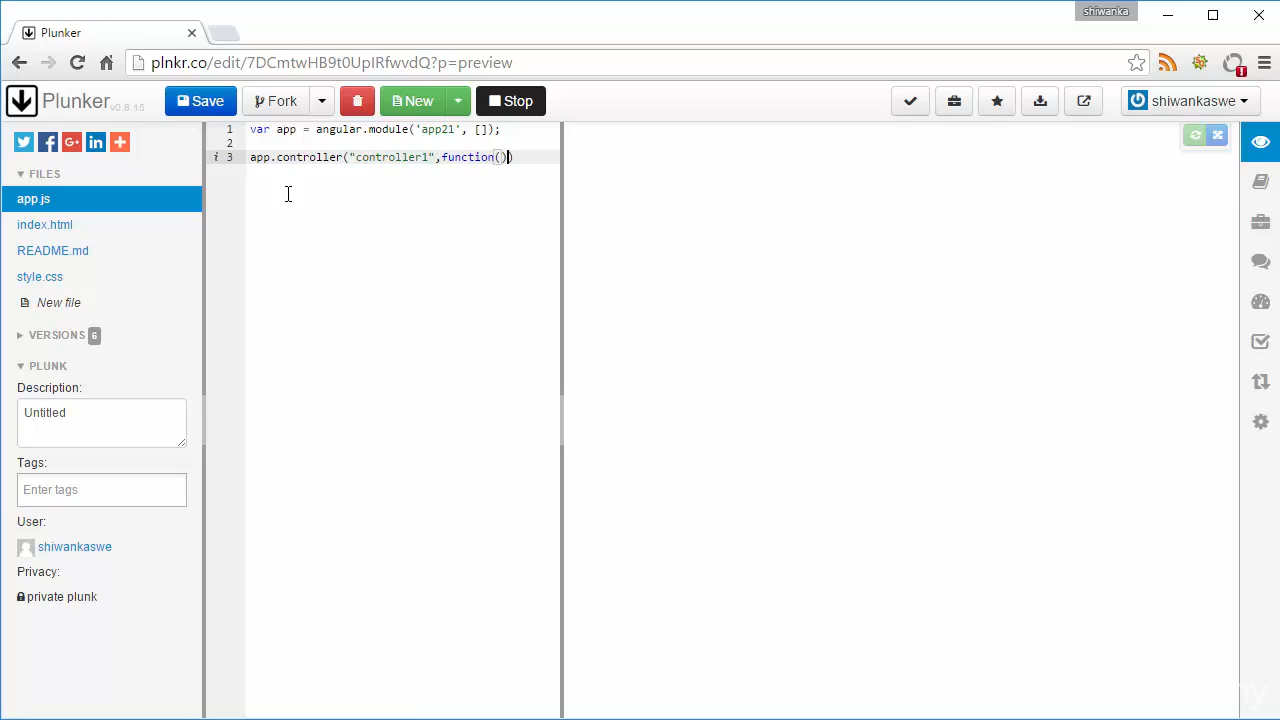 shiwanka
Plunker
plnkr.co/edit/7DCmtwHB9t0UpIRfwvdQ?p=preview
Plunker v0.8.15
Save
Fork
New
Stop
shiwankaswe
FILES
app.js
index.html
README.md
style.css
New file
VERSIONS 6
PLUNK
Description:
Untitled
Tags:
Enter tags
User:
shiwankaswe
Privacy:
private plunk
1 var app = angular.module('app21', []);
2
i 3 app.controller("controller1",function())